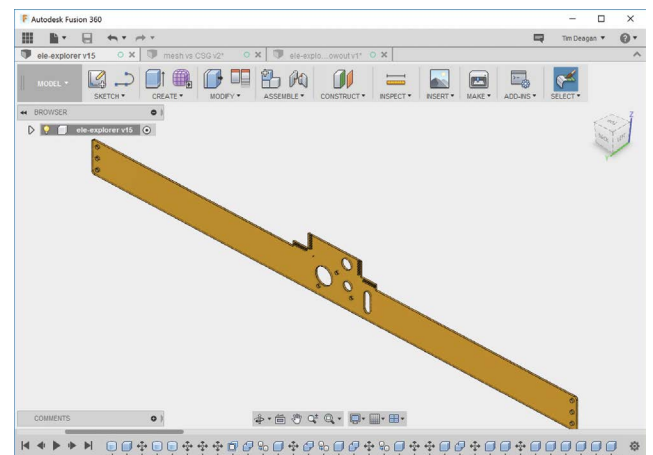 Autodesk Fusion 360
Tim Deagan
ele-explorer v15
mesh vs CSG v2*
ele-explo...owout v1*
MODEL
SKETCH
CREATE
MODIFY
ASSEMBLE
CONSTRUCT
INSPECT
INSERT
MAKE
ADD-INS
SELECT
BROWSER
ele-explorer v15
Z
COMMENTS